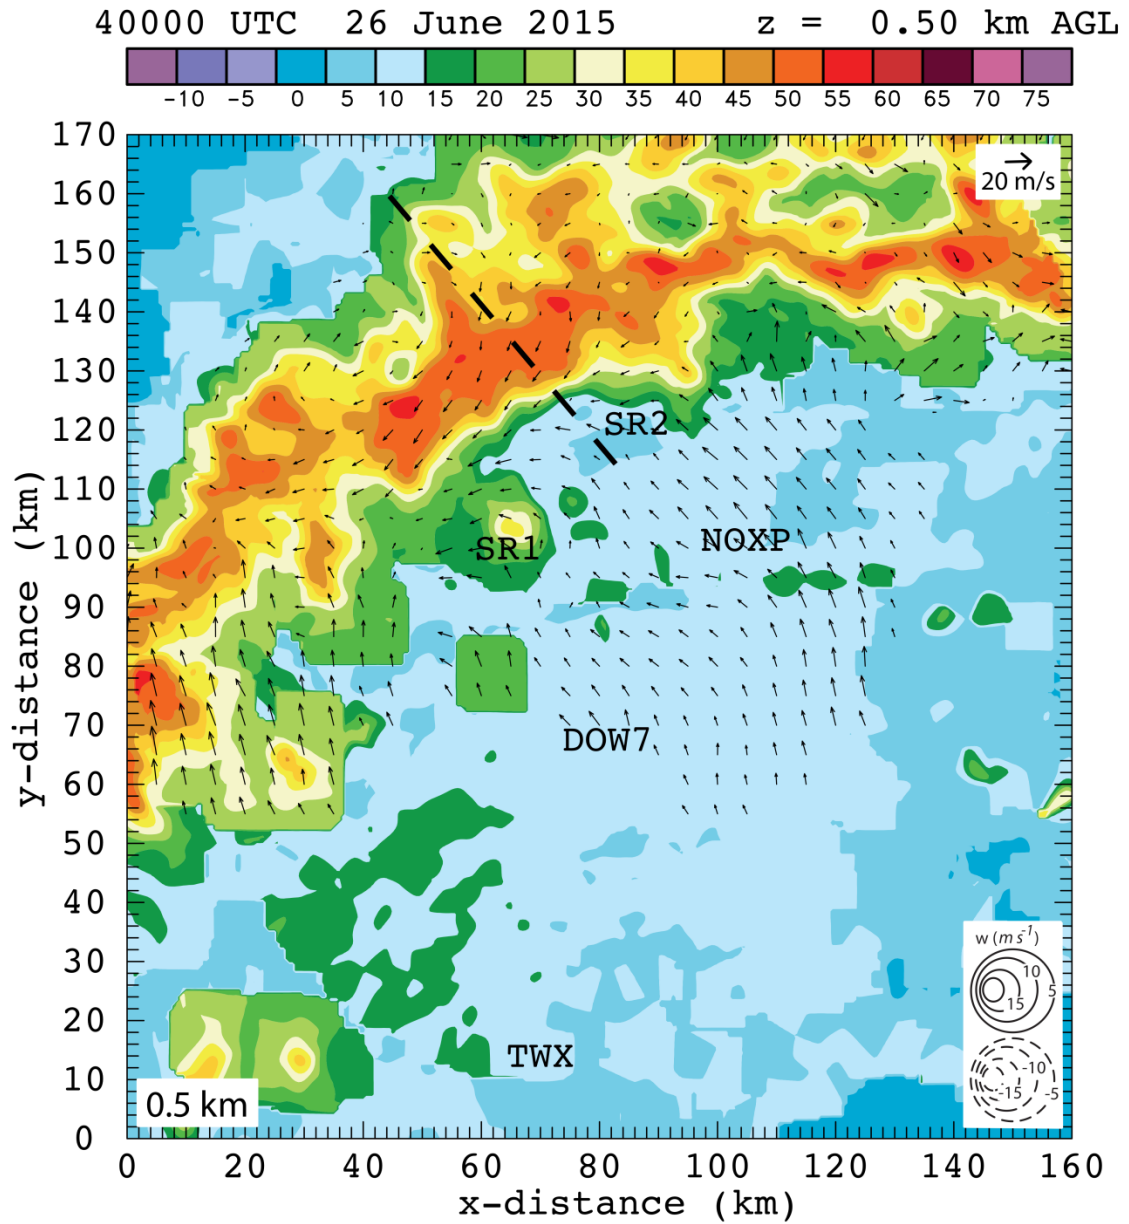 40000 UTC 26 June 2015 z = 0.50 km AGL
-10 -5 0 5 10 15 20 25 30 35 40 45 50 55 60 65 70 75
20 m/s
170
160
150
140
130
120
110
100
90
80
70
60
50
40
30
20
10
0
y-distance (km)
SR2
NOXP
SR1
DOW7
TWX
w (m s-1)
10
5
15
-10
-5
-15
0.5 km
0 20 40 60 80 100 120 140 160
x-distance (km)